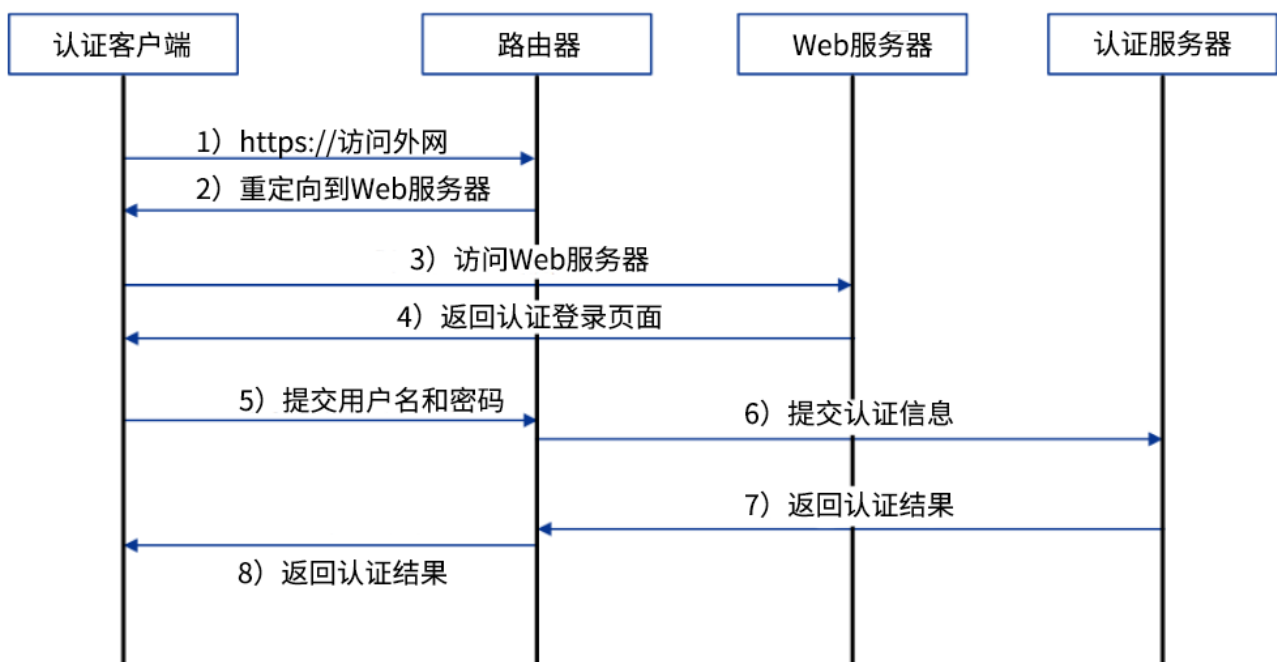 认证客户端
路由器
Web服务器
认证服务器
1）https://访问外网
2）重定向到Web服务器
3）访问Web服务器
4）返回认证登录页面
5）提交用户名和密码
6）提交认证信息
7）返回认证结果
8）返回认证结果